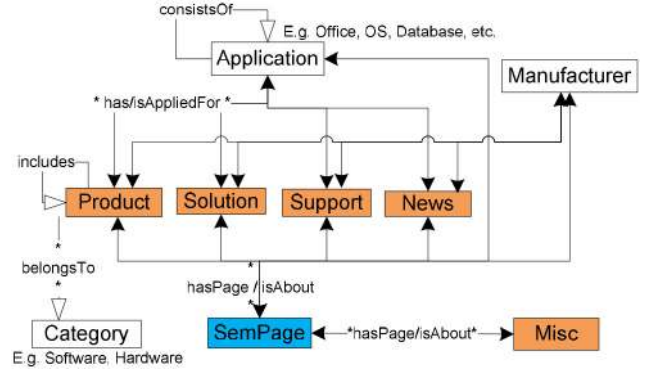 consistsOf
E.g. Office, OS, Database, etc.
Application
Manufacturer
* has/isAppliedFor *
includes
Product
Solution
Support
News
*
belongsTo
*
*
hasPage / isAbout
*
Category
SemPage
*hasPage/isAbout*
Misc
E.g. Software. Hardware